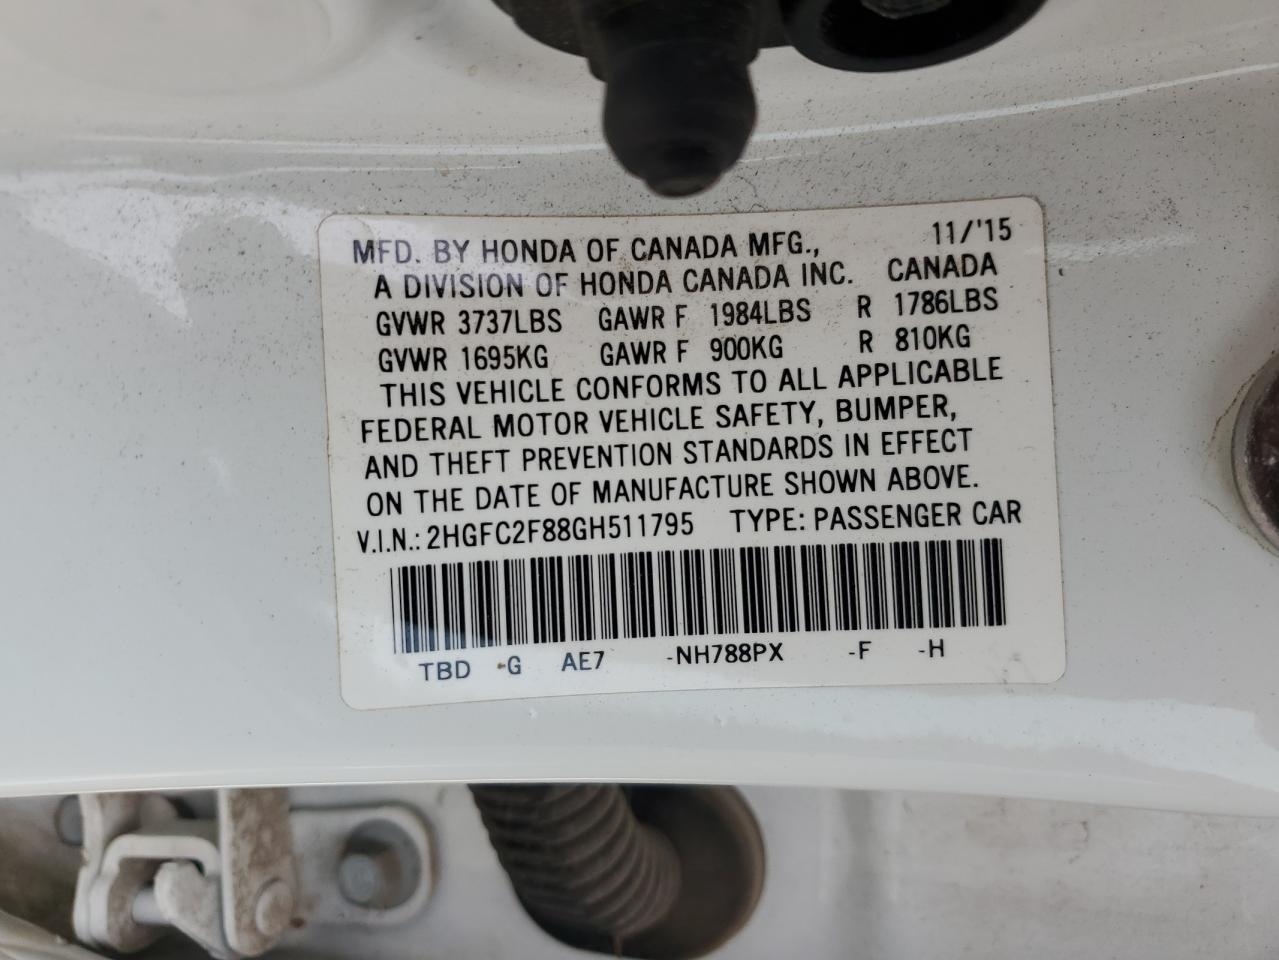 MFD. BY HONDA OF CANADA MFG., 11/'15
A DIVISION OF HONDA CANADA INC. CANADA
GVWR 3737LBS GAWR F 1984LBS R 1786LBS
GVWR 1695KG GAWR F 900KG R 810KG
THIS VEHICLE CONFORMS TO ALL APPLICABLE
FEDERAL MOTOR VEHICLE SAFETY, BUMPER,
AND THEFT PREVENTION STANDARDS IN EFFECT
ON THE DATE OF MANUFACTURE SHOWN ABOVE.
V.I.N.: 2HGFC2F88GH511795 TYPE: PASSENGER CAR
TBD -G AE7 -NH788PX -F -H